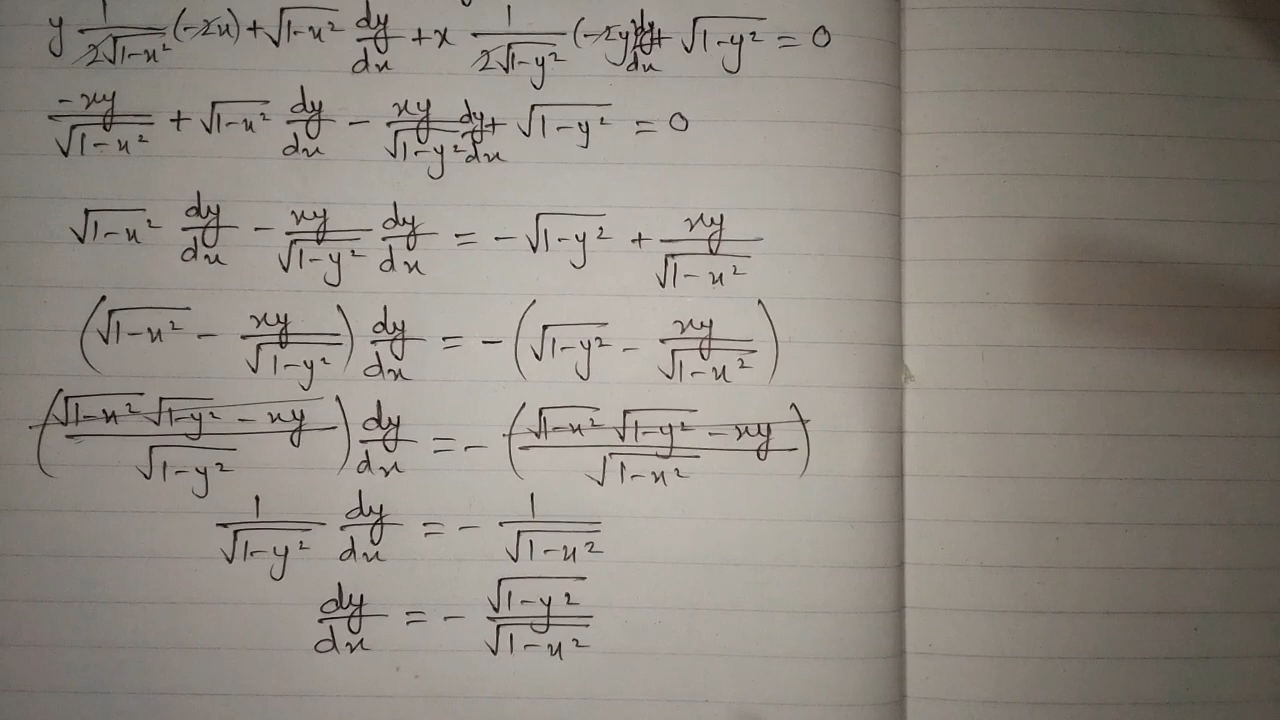 y 1/(2√(1-x²)) (-2x) + √(1-x²) dy/dx + x 1/(2√(1-y²)) (-2y) dy/dx + √(1-y²) = 0
-xy/√(1-x²) + √(1-x²) dy/dx - xy/√(1-y²) dy/dx + √(1-y²) = 0
√(1-x²) dy/dx - xy/√(1-y²) dy/dx = -√(1-y²) + xy/√(1-x²)
(√(1-x²) - xy/√(1-y²)) dy/dx = -(√(1-y²) - xy/√(1-x²))
((√(1-x²) √(1-y²) - xy)/√(1-y²)) dy/dx = -((√(1-x²) √(1-y²) - xy)/√(1-x²))
1/√(1-y²) dy/dx = - 1/√(1-x²)
dy/dx = - √(1-y²)/√(1-x²)